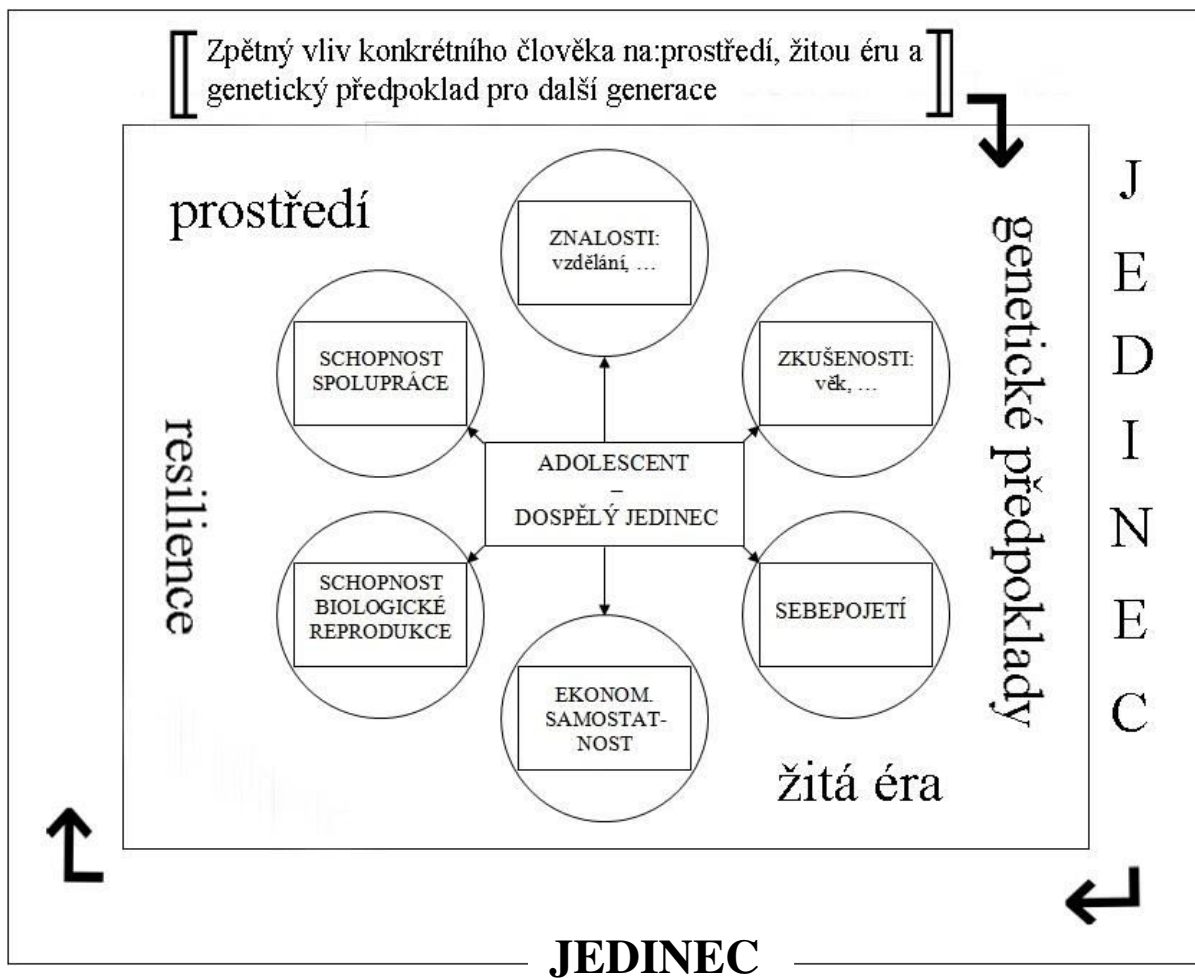 Zpětný vliv konkrétního člověka na:prostředí, žitou éru a
genetický předpoklad pro další generace
prostředí
ZNALOSTI:
vzdělání, …
SCHOPNOST
SPOLUPRÁCE
ZKUŠENOSTI:
věk, …
ADOLESCENT
–
DOSPĚLÝ JEDINEC
resilience
genetické předpoklady
J
E
D
I
N
E
C
SCHOPNOST
BIOLOGICKÉ
REPRODUKCE
SEBEPOJETÍ
EKONOM.
SAMOSTAT-
NOST
žitá éra
JEDINEC